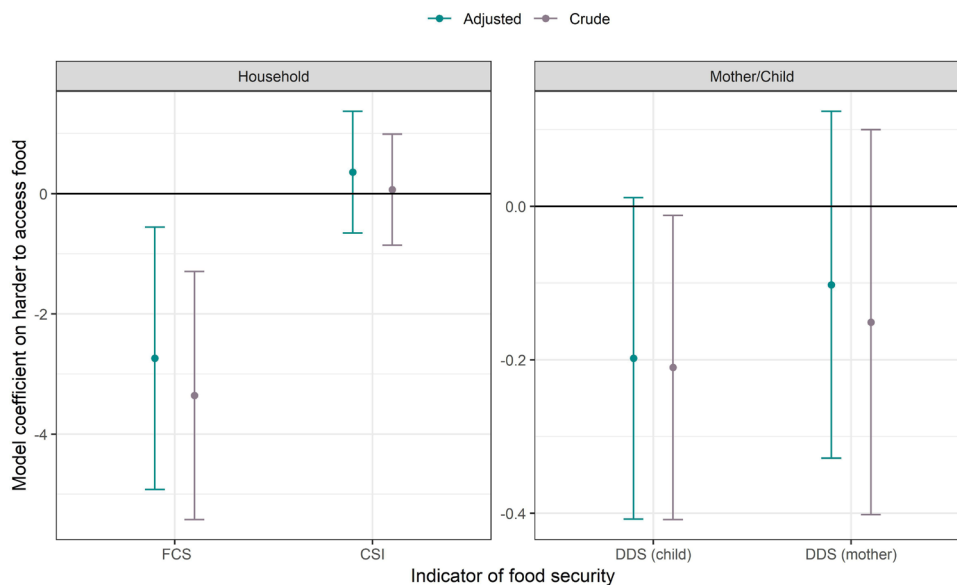 Adjusted Crude
Household
Mother/Child
Model coefficient on harder to access food
0
-2
-4
0.0
-0.2
-0.4
FCS CSI
DDS (child) DDS (mother)
Indicator of food security